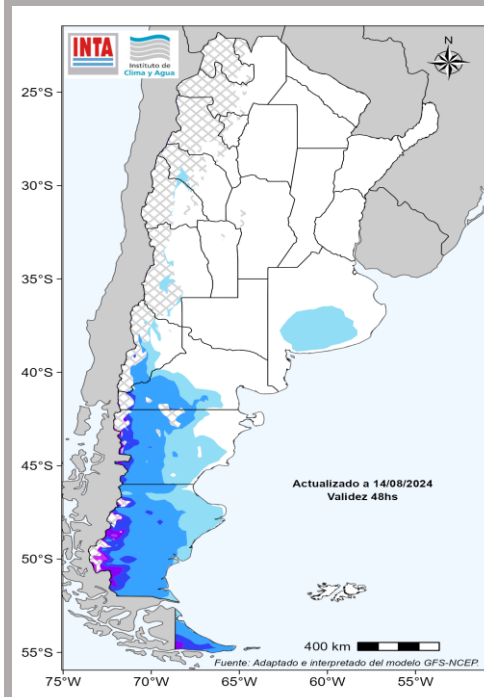 INTA
Instituto de
Clima y Agua
N
25°S
30°S
35°S
40°S
45°S
50°S
55°S
Actualizado a 14/08/2024
Validez 48hs
400 km
Fuente: Adaptado e interpretado del modelo GFS-NCEP.
75°W
70°W
65°W
60°W
55°W